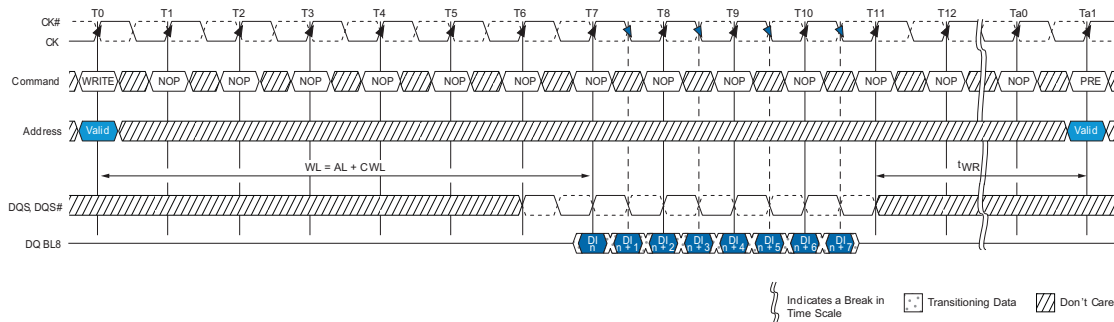 T0 T1 T2 T3 T4 T5 T6 T7 T8 T9 T10 T11 T12 Ta0 Ta1
CK#
CK
Command WRITE NOP NOP NOP NOP NOP NOP NOP NOP NOP NOP NOP NOP NOP PRE
Address Valid Valid
WL = AL + CWL tWR
DQS, DQS#
DQ BL8 DI n DI n + 1 DI n + 2 DI n + 3 DI n + 4 DI n + 5 DI n + 6 DI n + 7
Indicates a Break in Transitioning Data Don't Care
Time Scale